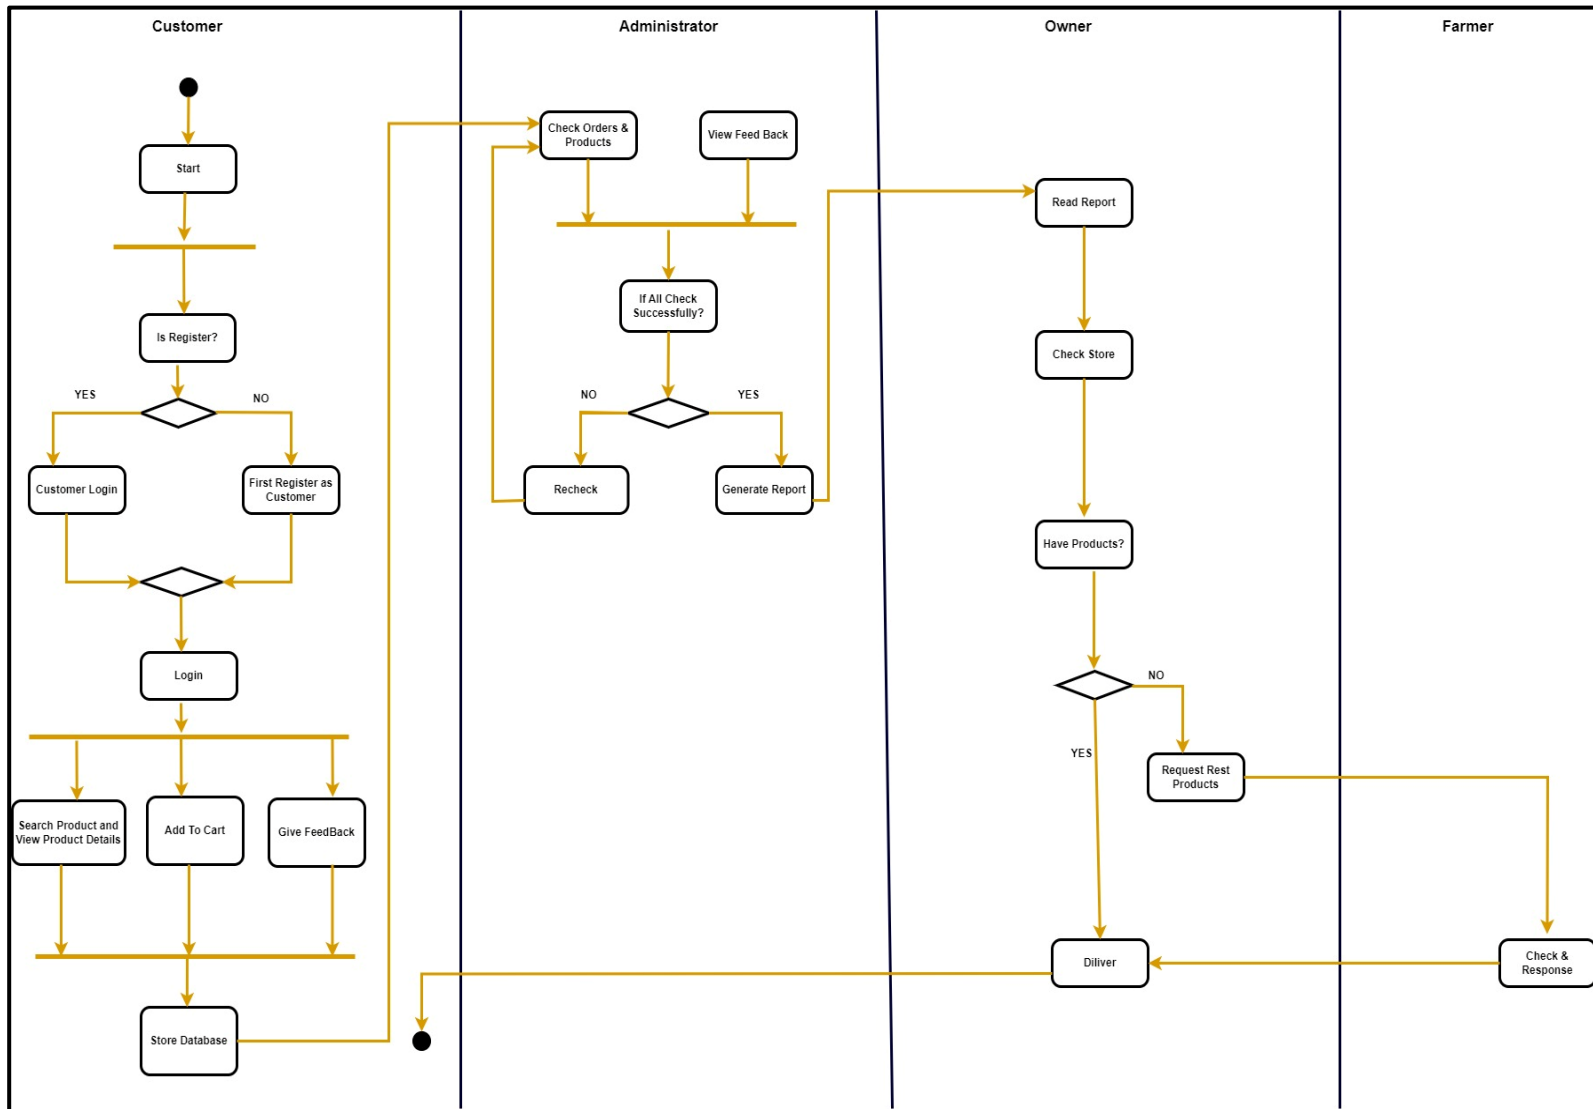 Customer
Administrator
Owner
Farmer
Start
Is Register?
YES
NO
Customer Login
First Register as
Customer
Login
Search Product and
View Product Details
Add To Cart
Give FeedBack
Store Database
Check Orders &
Products
View Feed Back
If All Check
Successfully?
NO
YES
Recheck
Generate Report
Read Report
Check Store
Have Products?
NO
YES
Request Rest
Products
Diliver
Check &
Response